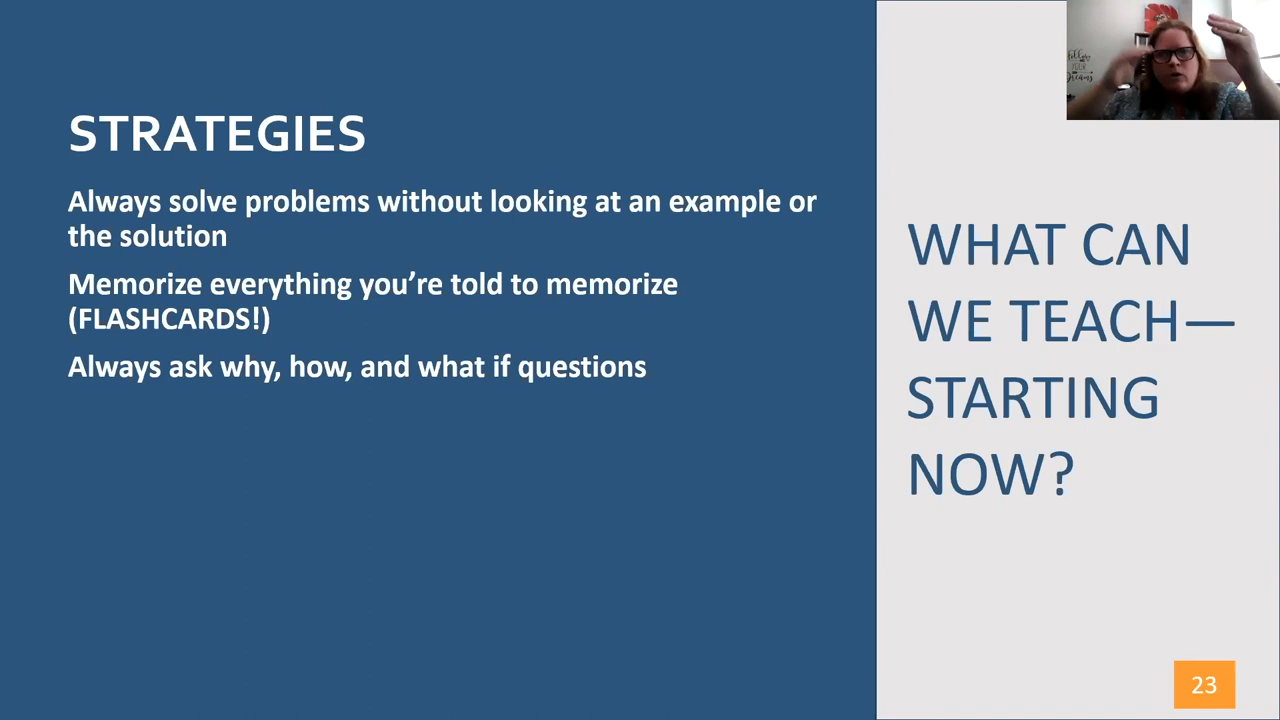 STRATEGIES
Always solve problems without looking at an example or
the solution
Memorize everything you’re told to memorize
(FLASHCARDS!)
Always ask why, how, and what if questions
WHAT CAN
WE TEACH—
STARTING
NOW?
23